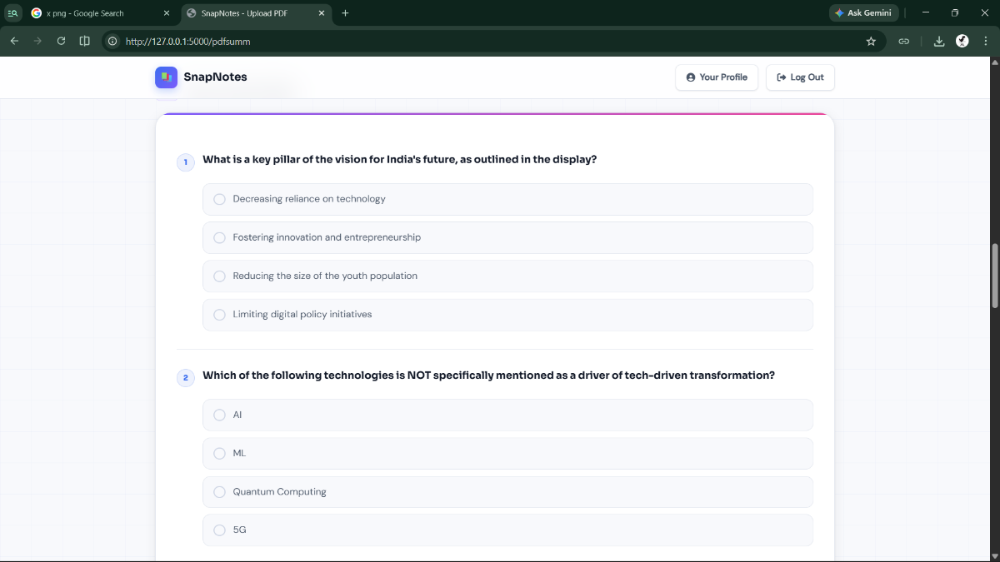 x png - Google Search
SnapNotes - Upload PDF
Ask Gemini
http://127.0.0.1:5000/pdfsumm
SnapNotes
Your Profile
Log Out
1
What is a key pillar of the vision for India's future, as outlined in the display?
Decreasing reliance on technology
Fostering innovation and entrepreneurship
Reducing the size of the youth population
Limiting digital policy initiatives
2
Which of the following technologies is NOT specifically mentioned as a driver of tech-driven transformation?
AI
ML
Quantum Computing
5G